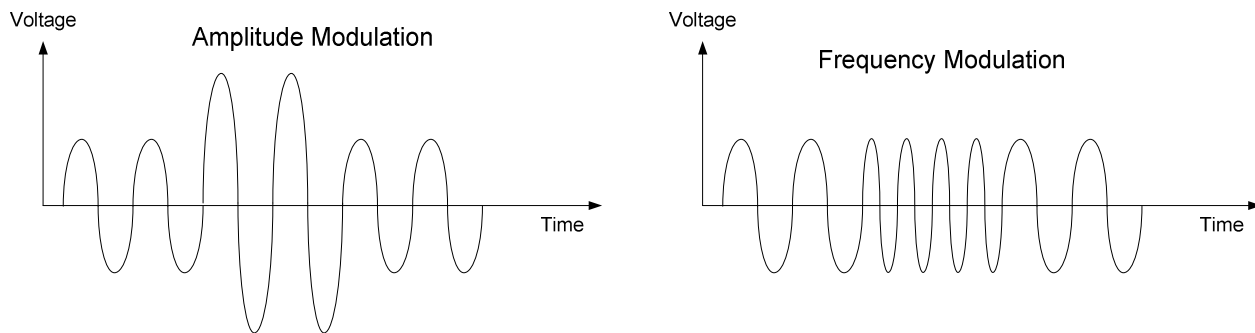 Voltage
Amplitude Modulation
Time
Voltage
Frequency Modulation
Time